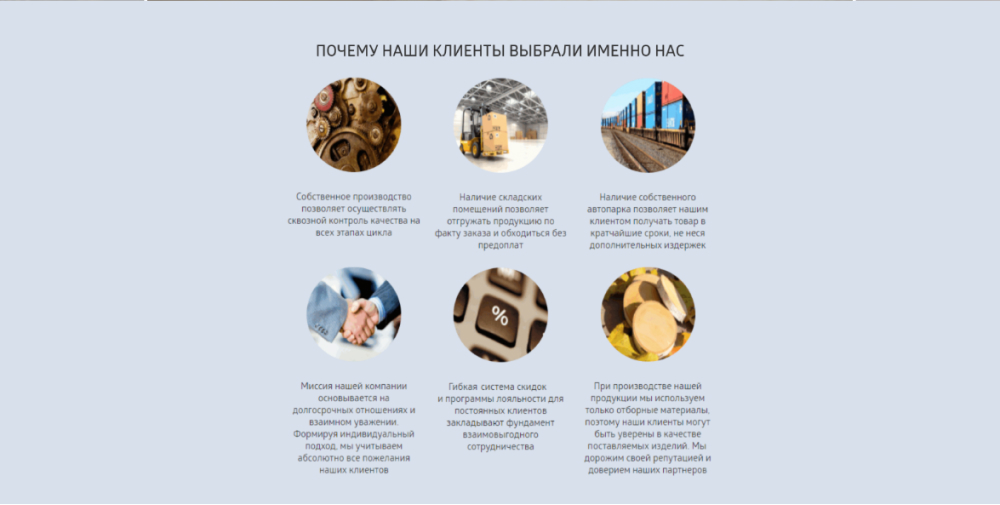 ПОЧЕМУ НАШИ КЛИЕНТЫ ВЫБРАЛИ ИМЕННО НАС
Собственное производство
позволяет осуществлять
сквозной контроль качества на
всех этапах цикла
Наличие складских
помещений позволяет
отгружать продукцию по
факту заказа и обходиться без
предоплат
Наличие собственного
автопарка позволяет нашим
клиентом получать товар в
кратчайшие сроки, не неся
дополнительных издержек
%
Миссия нашей компании
основывается на
долгосрочных отношениях и
взаимном уважении.
Формируя индивидуальный
подход, мы учитываем
абсолютно все пожелания
наших клиентов
Гибкая система скидок
и программы лояльности для
постоянных клиентов
закладывают фундамент
взаимовыгодного
сотрудничества
При производстве нашей
продукции мы используем
только отборные материалы,
поэтому наши клиенты могут
быть уверены в качестве
поставляемых изделий. Мы
дорожим своей репутацией и
доверием наших партнеров